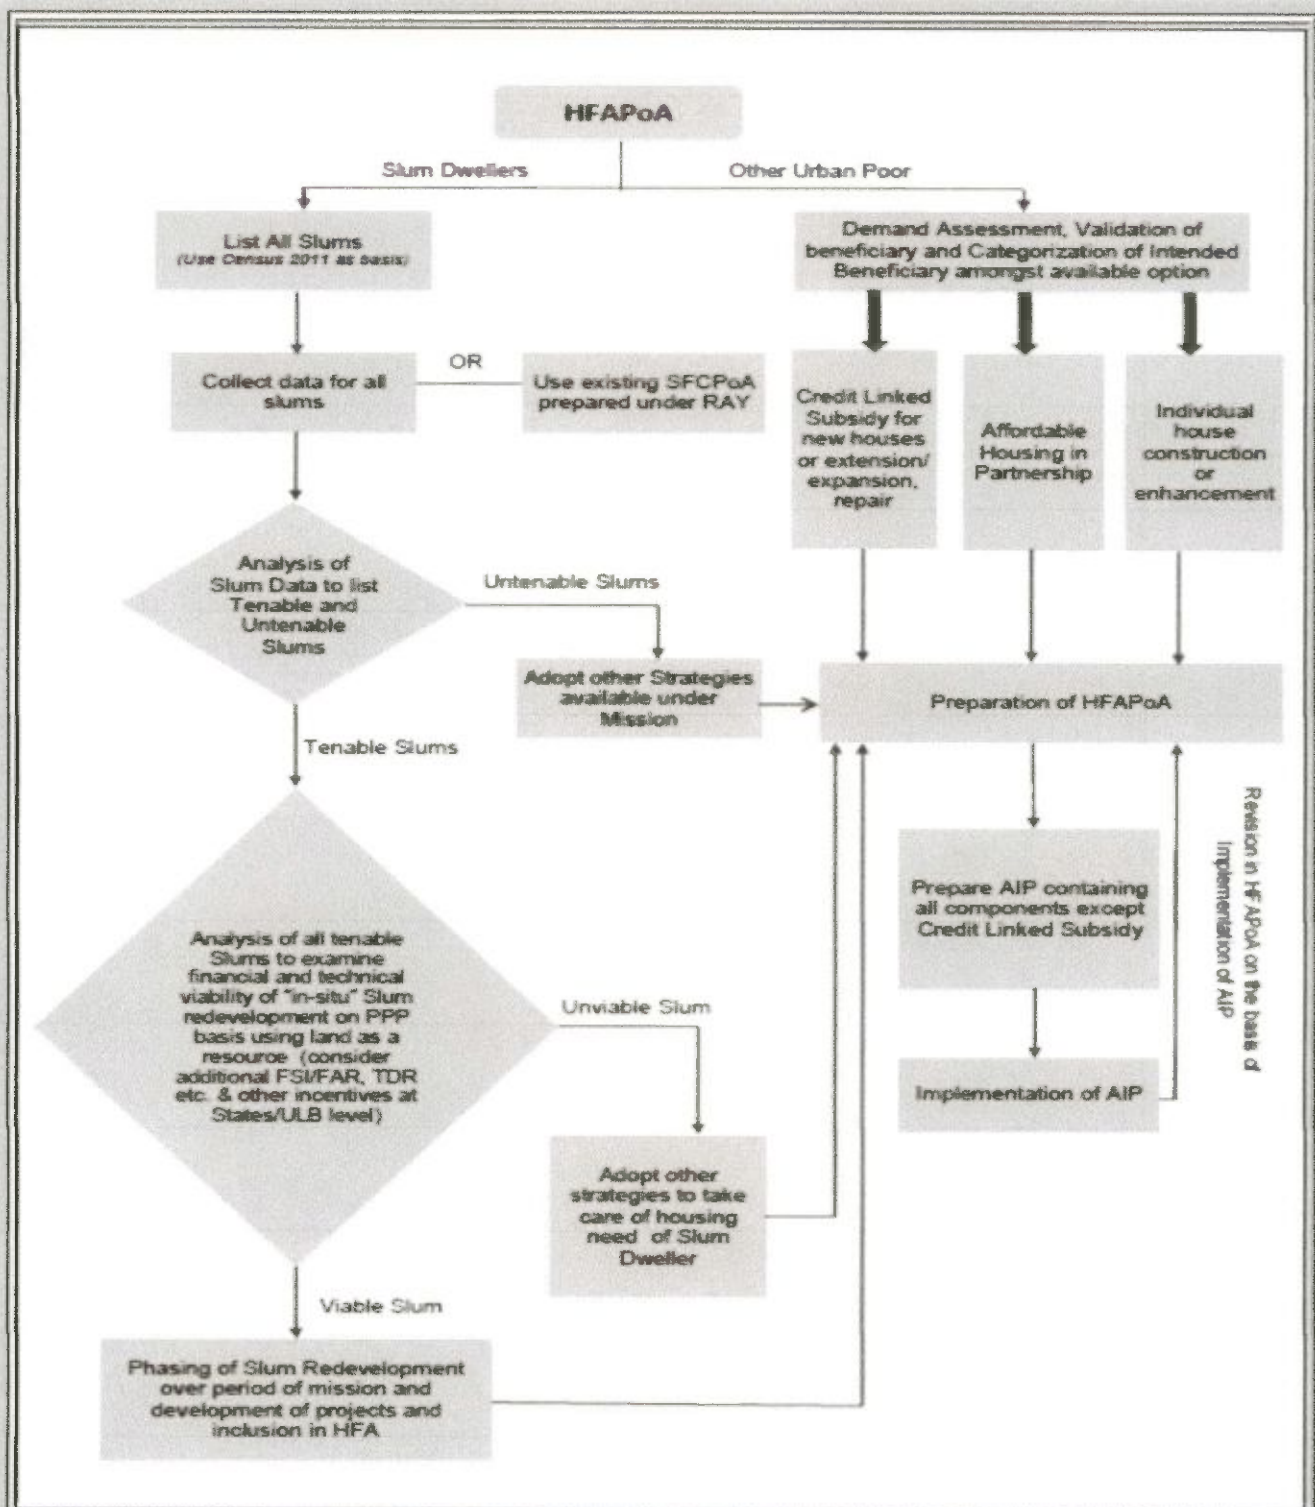 HFAPoA
Slum Dwellers
Other Urban Poor
List All Slums
(Use Census 2011 as basis)
Demand Assessment, Validation of
beneficiary and Categorization of Intended
Beneficiary amongst available option
Collect data for all
slums
OR
Use existing SFCPoA
prepared under RAY
Credit Linked
Subsidy for
new houses
or extension/
expansion,
repair
Affordable
Housing in
Partnership
Individual
house
construction
or
enhancement
Analysis of
Slum Data to list
Tenable and
Untenable
Slums
Untenable Slums
Adopt other Strategies
available under
Mission
Preparation of HFAPoA
Tenable Slums
Analysis of all tenable
Slums to examine
financial and technical
viability of "in-situ" Slum
redevelopment on PPP
basis using land as a
resource (consider
additional FSI/FAR, TDR
etc. & other incentives at
States/ULB level)
Unviable Slum
Prepare AIP containing
all components except
Credit Linked Subsidy
Revision in HFAPoA on the basis of
Implementation of AIP
Implementation of AIP
Adopt other
strategies to take
care of housing
need of Slum
Dweller
Viable Slum
Phasing of Slum Redevelopment
over period of mission and
development of projects and
inclusion in HFA